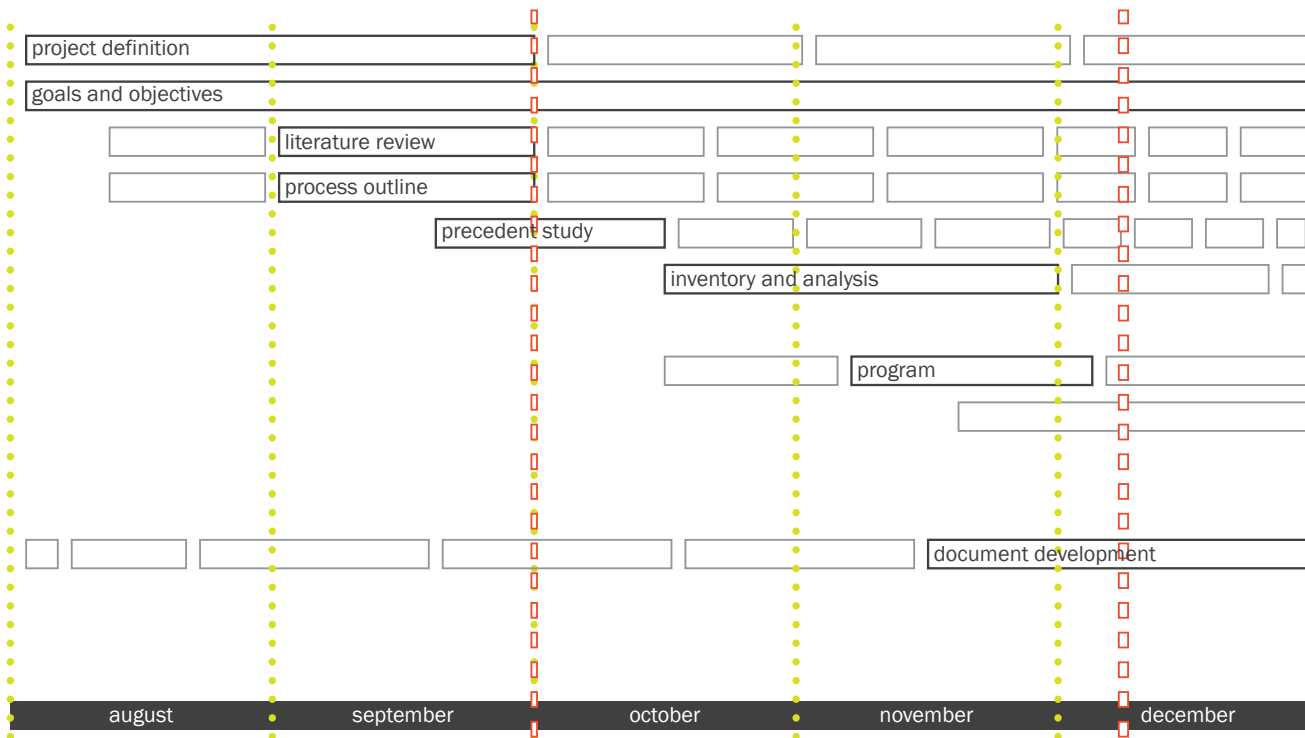 project definition
goals and objectives
literature review
process outline
precedent study
inventory and analysis
program
document development
august september october november december